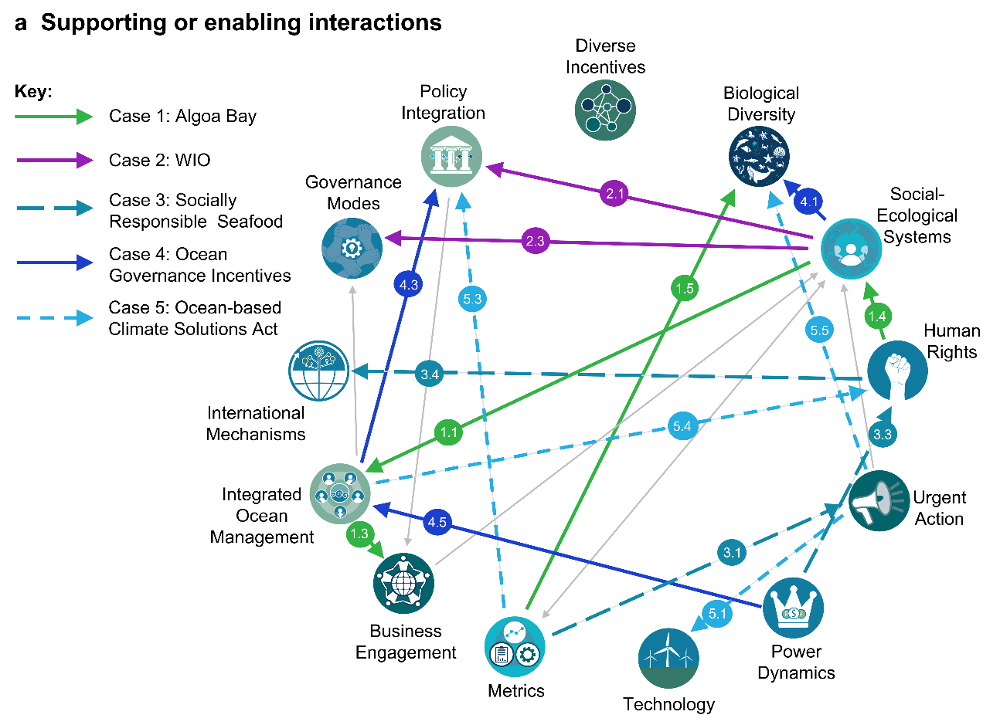 a Supporting or enabling interactions
Key:
Case 1: Algoa Bay
Case 2: WIO
Case 3: Socially
Responsible Seafood
Case 4: Ocean
Governance Incentives
Case 5: Ocean-based
Climate Solutions Act
Diverse
Incentives
Policy
Integration
Biological
Diversity
Governance
Modes
Social-
Ecological
Systems
2.1
4.1
2.3
4.3
5.3
1.5
1.4
5.5
Human
Rights
3.4
International
Mechanisms
1.1
5.4
3.3
Integrated
Ocean
Management
Urgent
Action
4.5
1.3
3.1
5.1
$
Business
Engagement
Metrics
Power
Dynamics
Technology